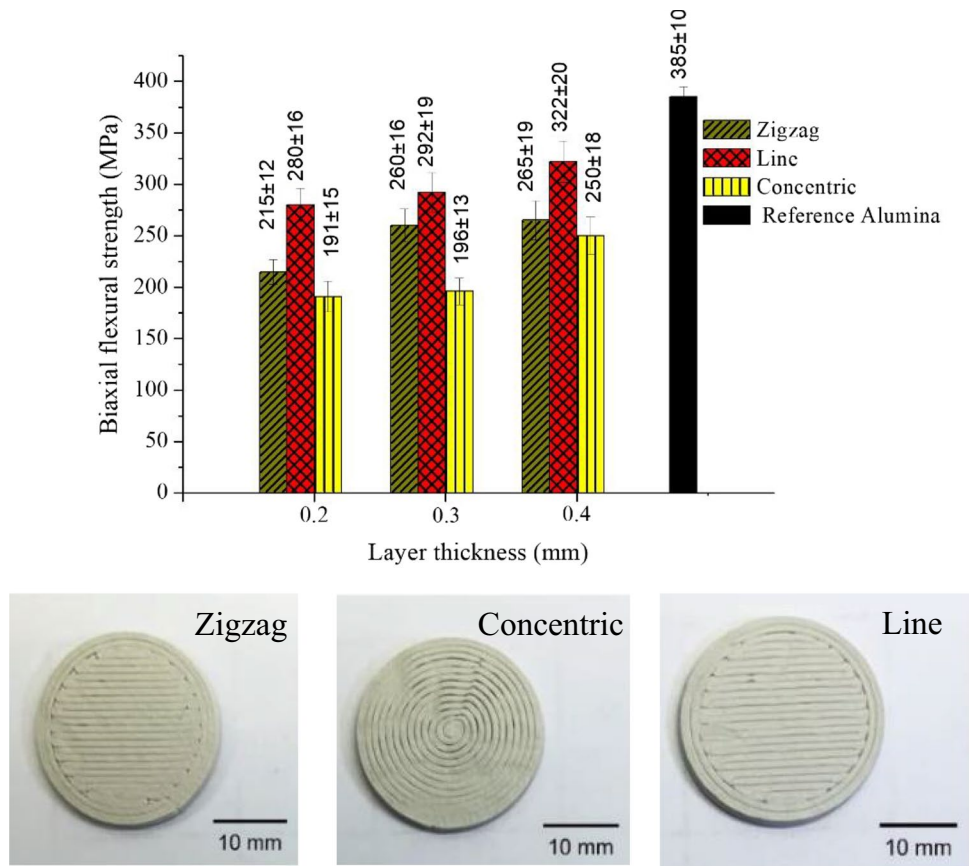 Biaxial flexural strength (MPa)
400
350
300
250
200
150
100
50
0
215±12
280±16
191±15
260±16
292±19
196±13
265±19
322±20
250±18
385±10
Zigzag
Line
Concentric
Reference Alumina
0.2 0.3 0.4
Layer thickness (mm)
Zigzag
10 mm
Concentric
10 mm
Line
10 mm